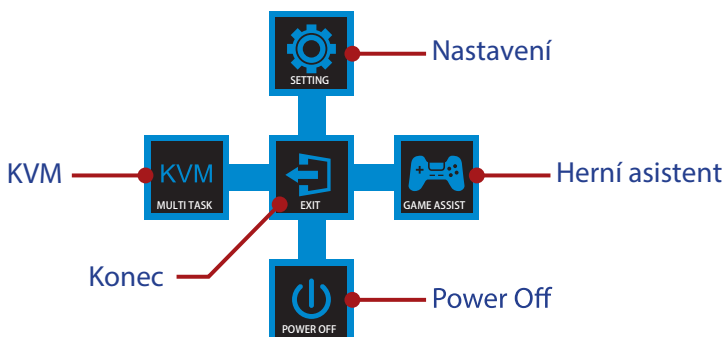 SETTING
Nastavení
KVM
KVM
MULTI TASK
EXIT
GAME ASSIST
Herní asistent
Konec
POWER OFF
Power Off